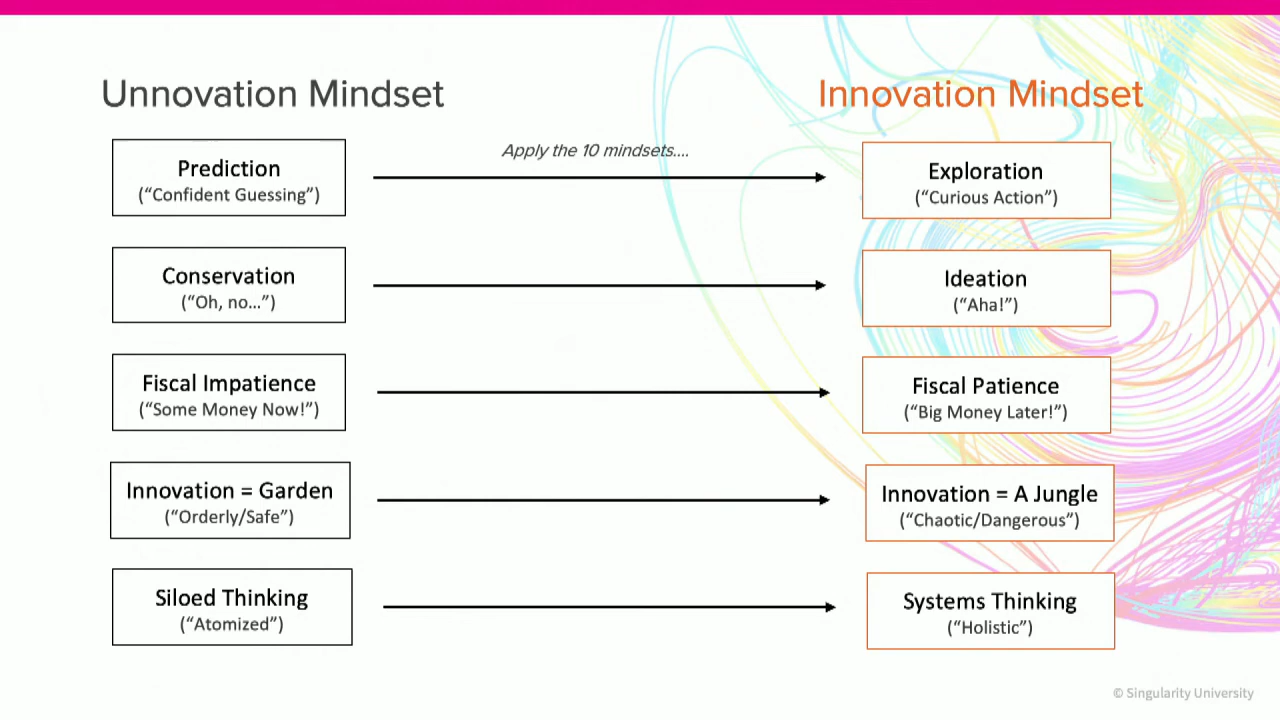 Unnovation Mindset
Innovation Mindset
Apply the 10 mindsets....
Prediction
(“Confident Guessing”)
Exploration
(“Curious Action”)
Conservation
(“Oh, no…”)
Ideation
(“Aha!”)
Fiscal Impatience
(“Some Money Now!”)
Fiscal Patience
(“Big Money Later!”)
Innovation = Garden
(“Orderly/Safe”)
Innovation = A Jungle
(“Chaotic/Dangerous”)
Siloed Thinking
(“Atomized”)
Systems Thinking
(“Holistic”)
© Singularity University